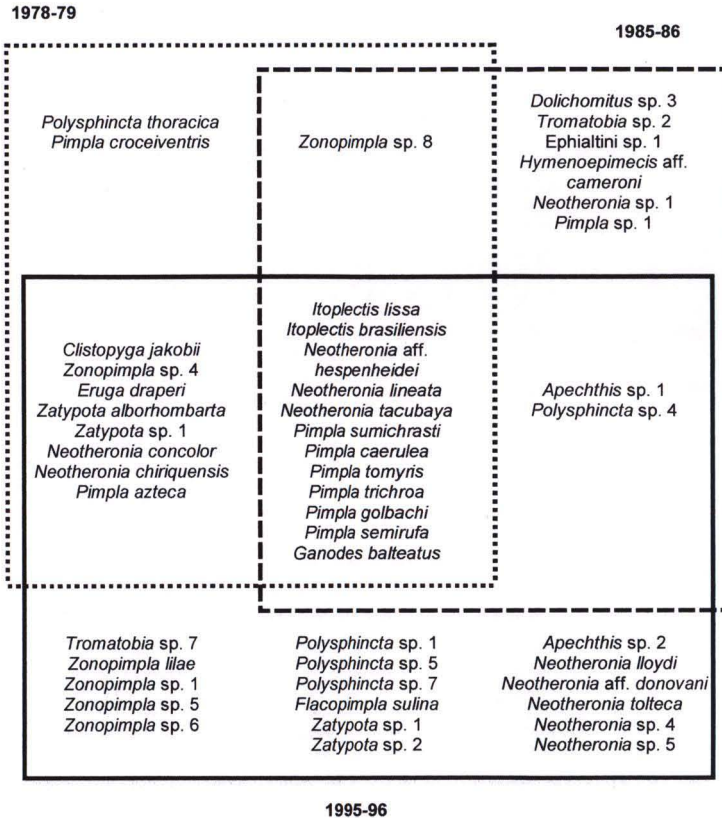 1978-79
1985-86
Polysphincta thoracica
Pimpla croceiventris
Zonopimpla sp. 8
Dolichomitus sp. 3
Tromatobia sp. 2
Ephialtini sp. 1
Hymenoepimecis aff.
cameroni
Neotheronia sp. 1
Pimpla sp. 1
Clistopyga jakobii
Zonopimpla sp. 4
Eruga draperi
Zatypota alborhombarta
Zatypota sp. 1
Neotheronia concolor
Neotheronia chiriquensis
Pimpla azteca
Itoplectis lissa
Itoplectis brasiliensis
Neotheronia aff.
hespenheidei
Neotheronia lineata
Neotheronia tacubaya
Pimpla sumichrasti
Pimpla caerulea
Pimpla tomyris
Pimpla trichroa
Pimpla golbachi
Pimpla semirufa
Ganodes balteatus
Apechthis sp. 1
Polysphincta sp. 4
Tromatobia sp. 7
Zonopimpla lilae
Zonopimpla sp. 1
Zonopimpla sp. 5
Zonopimpla sp. 6
Polysphincta sp. 1
Polysphincta sp. 5
Polysphincta sp. 7
Flacopimpla sulina
Zatypota sp. 1
Zatypota sp. 2
Apechthis sp. 2
Neotheronia lloydi
Neotheronia aff. donovani
Neotheronia tolteca
Neotheronia sp. 4
Neotheronia sp. 5
1995-96